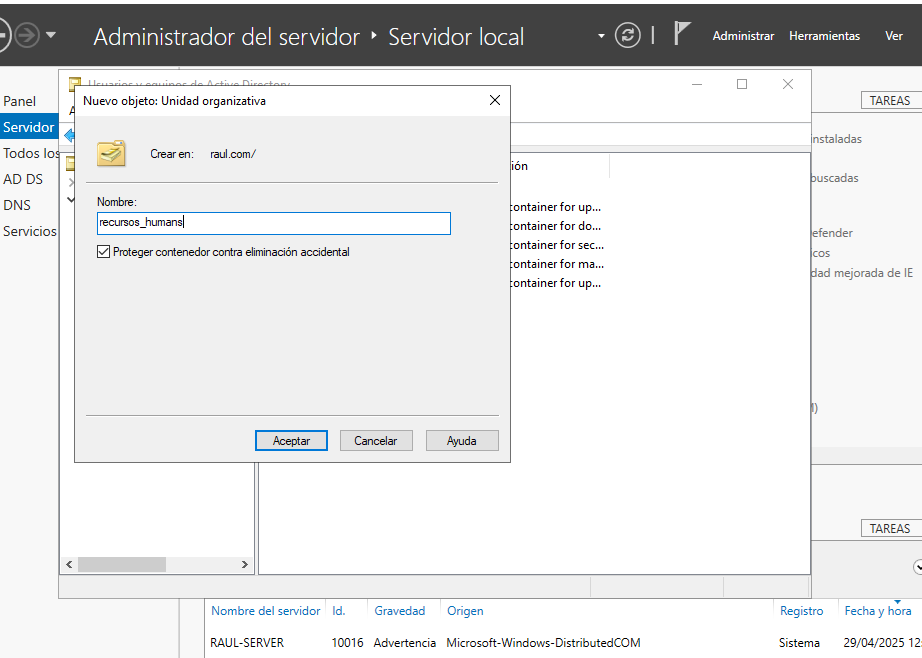 Administrador del servidor ‣ Servidor local
Administrar Herramientas Ver
Usuarios y equipos de Active Directory
Nuevo objeto: Unidad organizativa
Crear en: raul.com/
Nombre:
recursos_humans
Proteger contenedor contra eliminación accidental
Aceptar Cancelar Ayuda
Panel
Servidor
Todos los
AD DS
DNS
Servicios
A
ión
container for up...
container for do...
container for sec...
container for ma...
container for up...
TAREAS
instaladas
buscadas
efender
icos
dad mejorada de IE
)
TAREAS
Nombre del servidor Id. Gravedad Origen Registro Fecha y hora
RAUL-SERVER 10016 Advertencia Microsoft-Windows-DistributedCOM Sistema 29/04/2025 12: